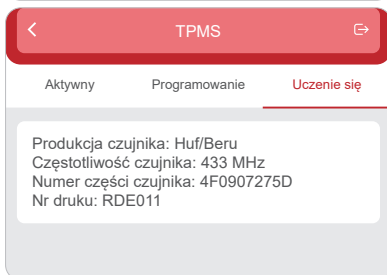 TPMS
Aktywny Programowanie Uczenie się
Produkcja czujnika: Huf/Beru
Częstotliwość czujnika: 433 MHz
Numer części czujnika: 4F0907275D
Nr druku: RDE011